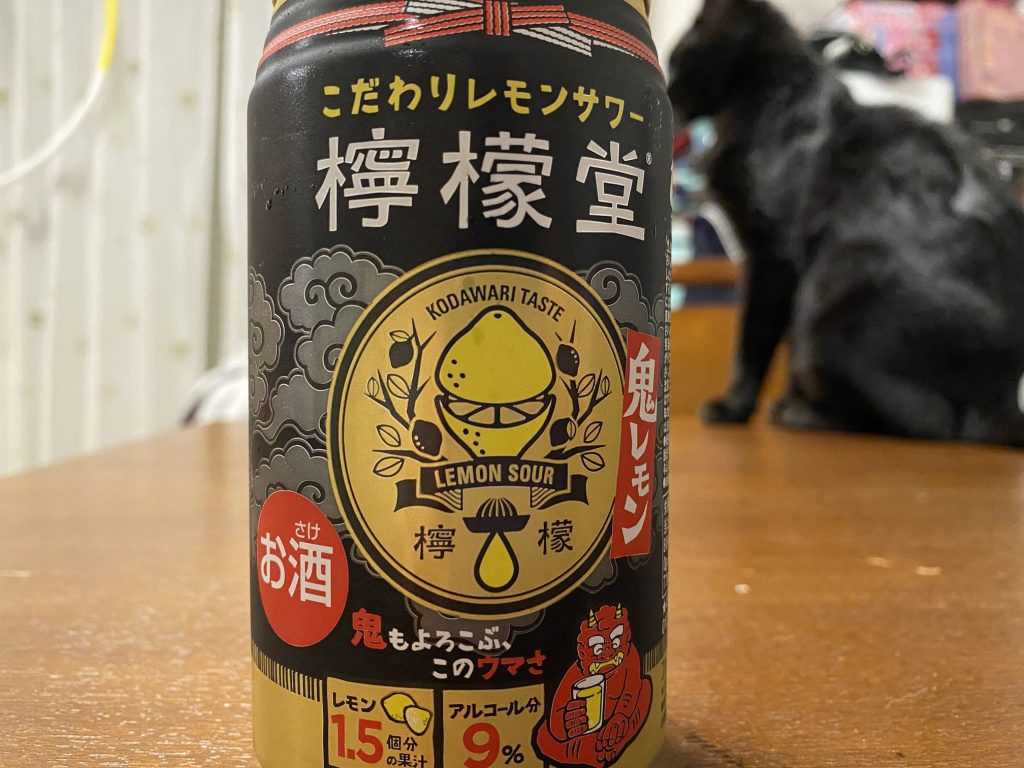 こだわりレモンサワー
檸檬堂®
KODAWARI TASTE
LEMON SOUR
檸 檬
鬼レモン
さけ
お酒
鬼もよろこぶ、
このウマさ
レモン
1.5個分の果汁
アルコール分
9%